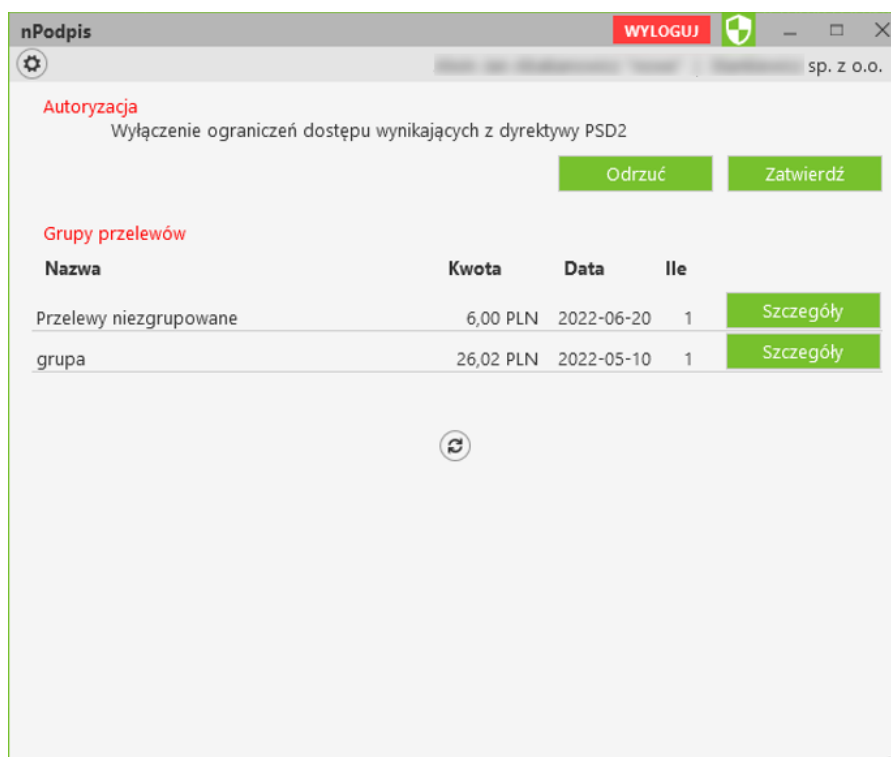 nPodpis WYLOGUJ
sp. z o.o.
Autoryzacja
Wyłączenie ograniczeń dostępu wynikających z dyrektywy PSD2
Odrzuć Zatwierdź
Grupy przelewów
Nazwa Kwota Data Ile
Przelewy niezgrupowane 6,00 PLN 2022-06-20 1 Szczegóły
grupa 26,02 PLN 2022-05-10 1 Szczegóły